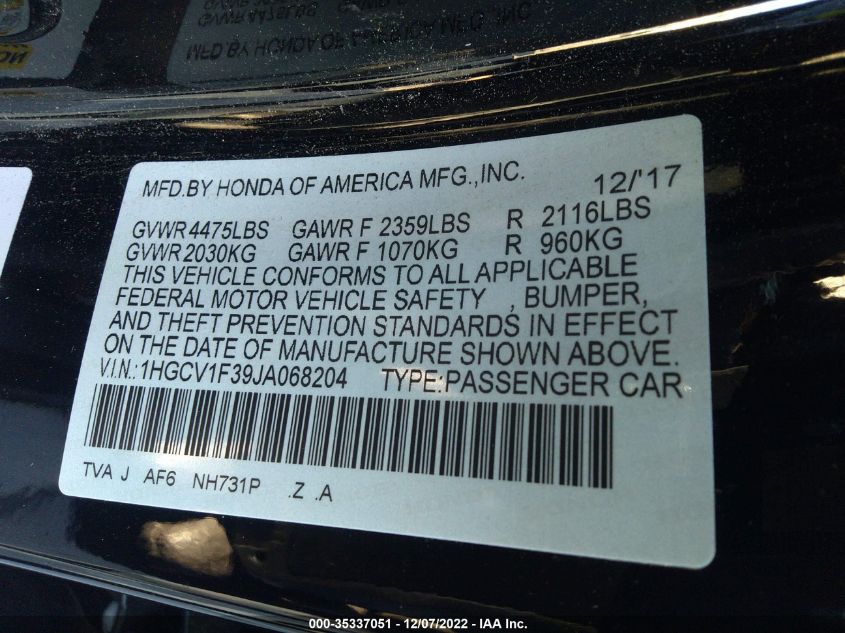 MFD.BY HONDA OF AMERICA MFG.,INC. 12/'17
GVWR 4475LBS GAWR F 2359LBS R 2116LBS
GVWR 2030KG GAWR F 1070KG R 960KG
THIS VEHICLE CONFORMS TO ALL APPLICABLE
FEDERAL MOTOR VEHICLE SAFETY , BUMPER,
AND THEFT PREVENTION STANDARDS IN EFFECT
ON THE DATE OF MANUFACTURE SHOWN ABOVE.
V.I.N.:1HGCV1F39JA068204 TYPE:PASSENGER CAR
TVA J AF6 NH731P .Z .A
000-35337051 - 12/07/2022 - IAA Inc.